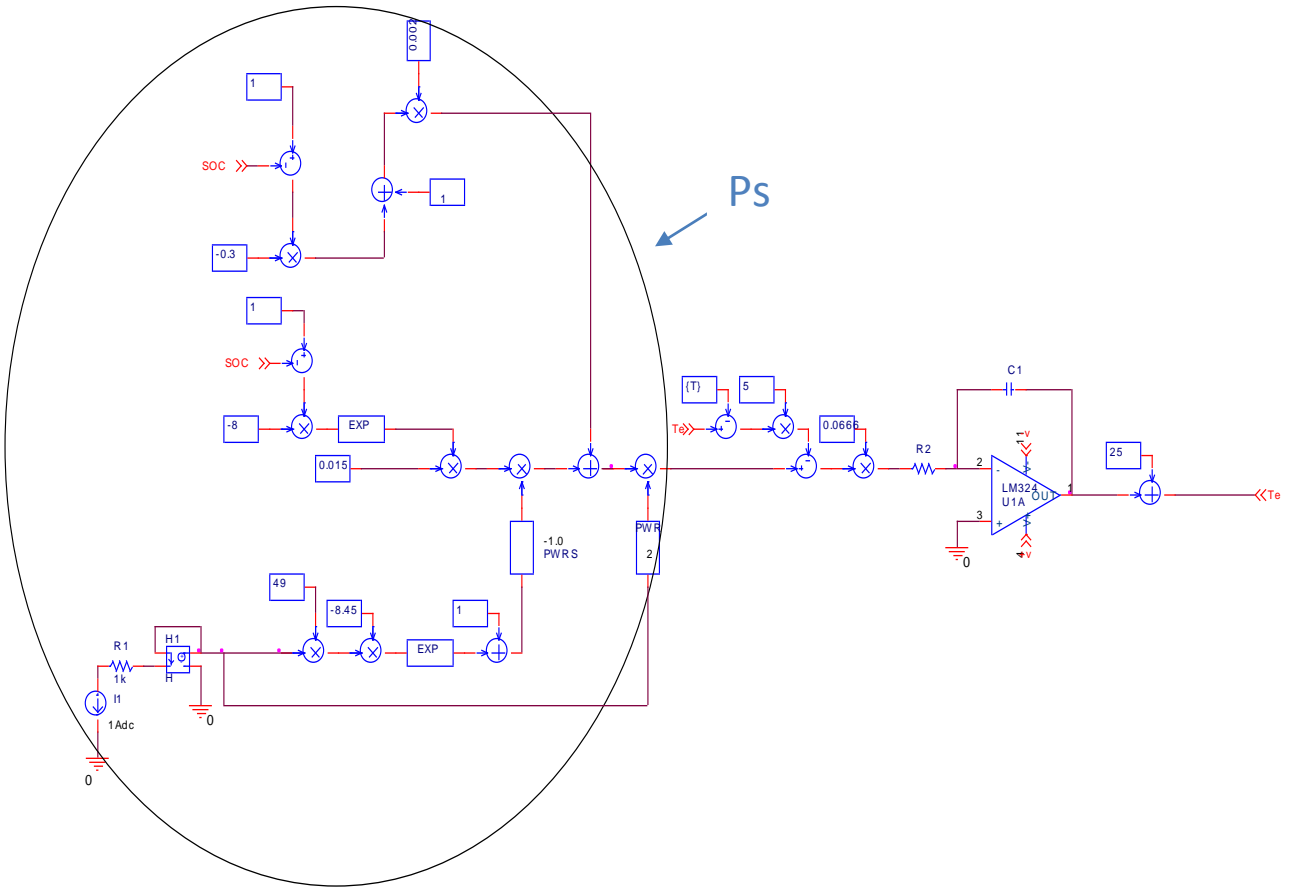 0.002
1
SOC
1
-0.3
Ps
1
SOC
-8
EXP
0.015
{T}
5
Te
0.0666
R2
C1
11
V-
2
-
LM324
U1A
OUT
1
3
+
V+
4
0
25
Te
-1.0
PWRS
PWR
2
49
-8.45
1
EXP
R1
1k
H1
H
I1
1Adc
0
0